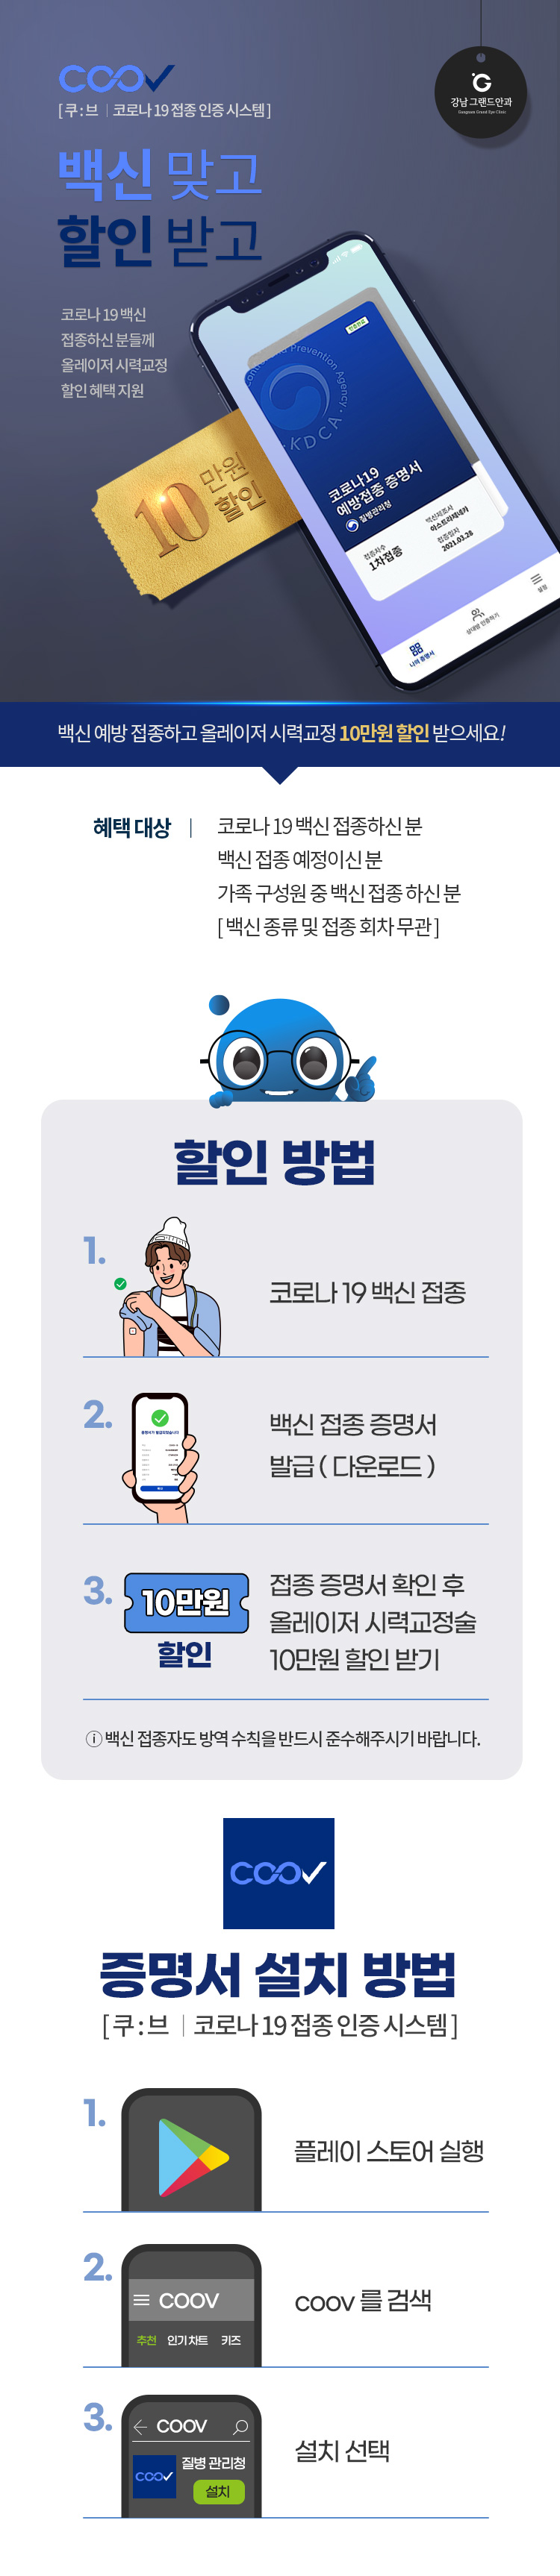 COOV
[ 쿠 : 브 | 코로나 19 접종 인증 시스템 ]
강남 그랜드안과
Gangnam Grand Eye Clinic
백신 맞고
할인 받고
코로나 19 백신
접종하신 분들께
올레이저 시력교정
할인 혜택 지원
10만원 할인
Prevention Agency
KDCA
코로나19
예방접종 증명서
질병관리청
접종차수
1차접종
백신제조사
아스트라제네카
접종일자
2021.03.28
나의 증명서
상대방 인증하기
설정
백신 예방 접종하고 올레이저 시력교정 10만원 할인 받으세요!
혜택 대상 | 코로나 19 백신 접종하신 분
백신 접종 예정이신 분
가족 구성원 중 백신 접종 하신 분
[ 백신 종류 및 접종 회차 무관 ]
할인 방법
1.
코로나 19 백신 접종
2.
백신 접종 증명서
발급 ( 다운로드 )
3.
10만원
할인
접종 증명서 확인 후
올레이저 시력교정술
10만원 할인 받기
ⓘ 백신 접종자도 방역 수칙을 반드시 준수해주시기 바랍니다.
COOV
증명서 설치 방법
[ 쿠 : 브 | 코로나 19 접종 인증 시스템 ]
1.
플레이 스토어 실행
2.
COOV
추천 인기 차트 키즈
coov 를 검색
3.
COOV
COOV
질병 관리청
설치
설치 선택